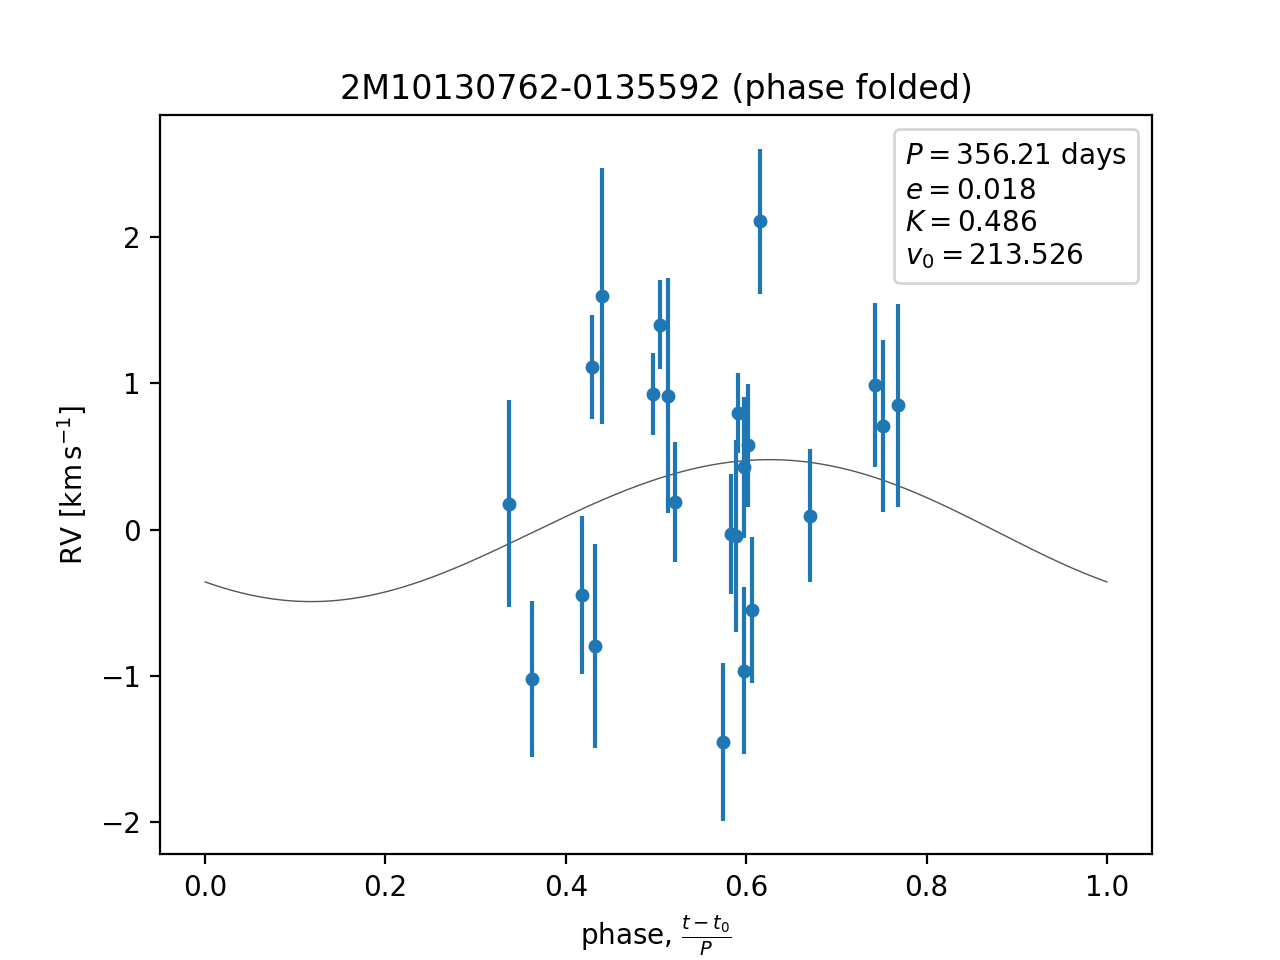 2M10130762-0135592 (phase folded)
P = 356.21 days
e = 0.018
K = 0.486
v₀ = 213.526
RV [km s⁻¹]
2
1
0
−1
−2
0.0 0.2 0.4 0.6 0.8 1.0
phase, (t − t₀)/P